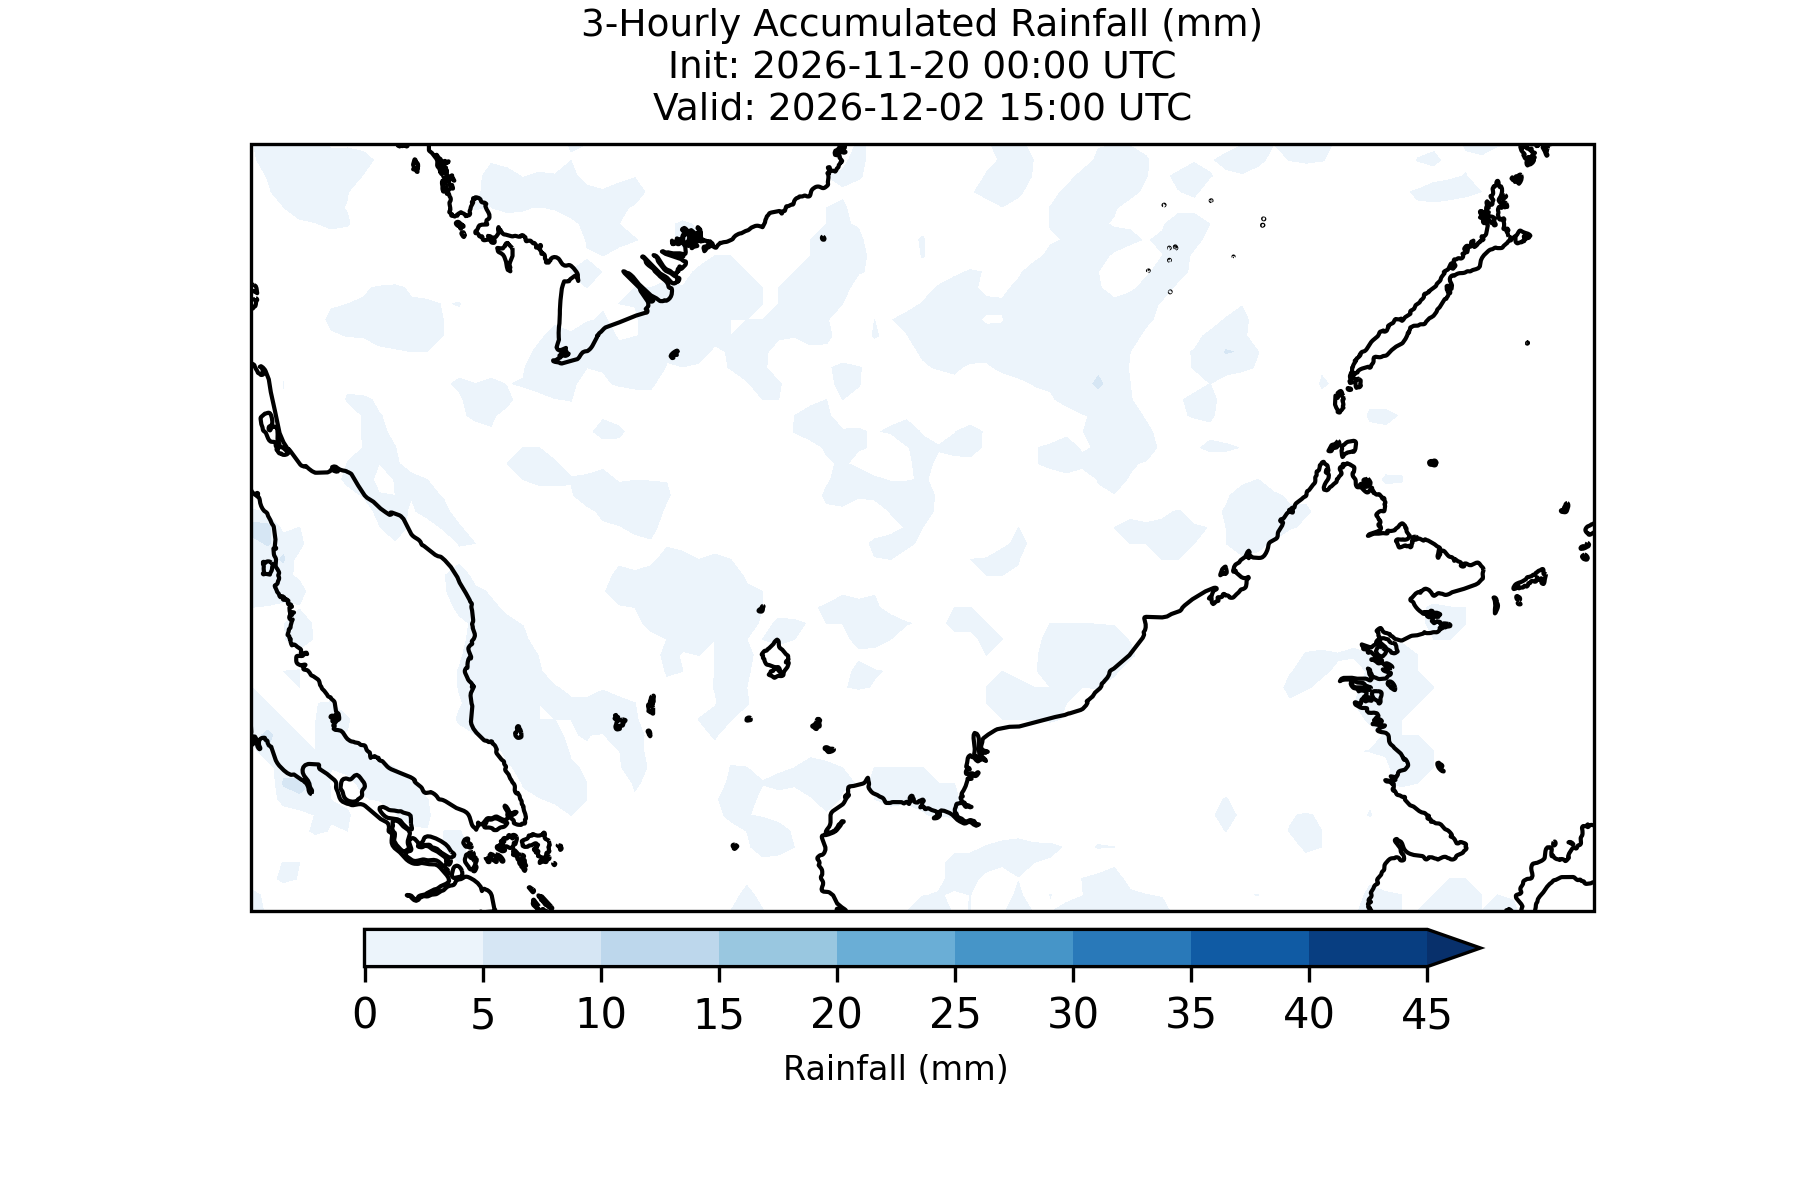 3-Hourly Accumulated Rainfall (mm)
Init: 2026-11-20 00:00 UTC
Valid: 2026-12-02 15:00 UTC
0 5 10 15 20 25 30 35 40 45
Rainfall (mm)